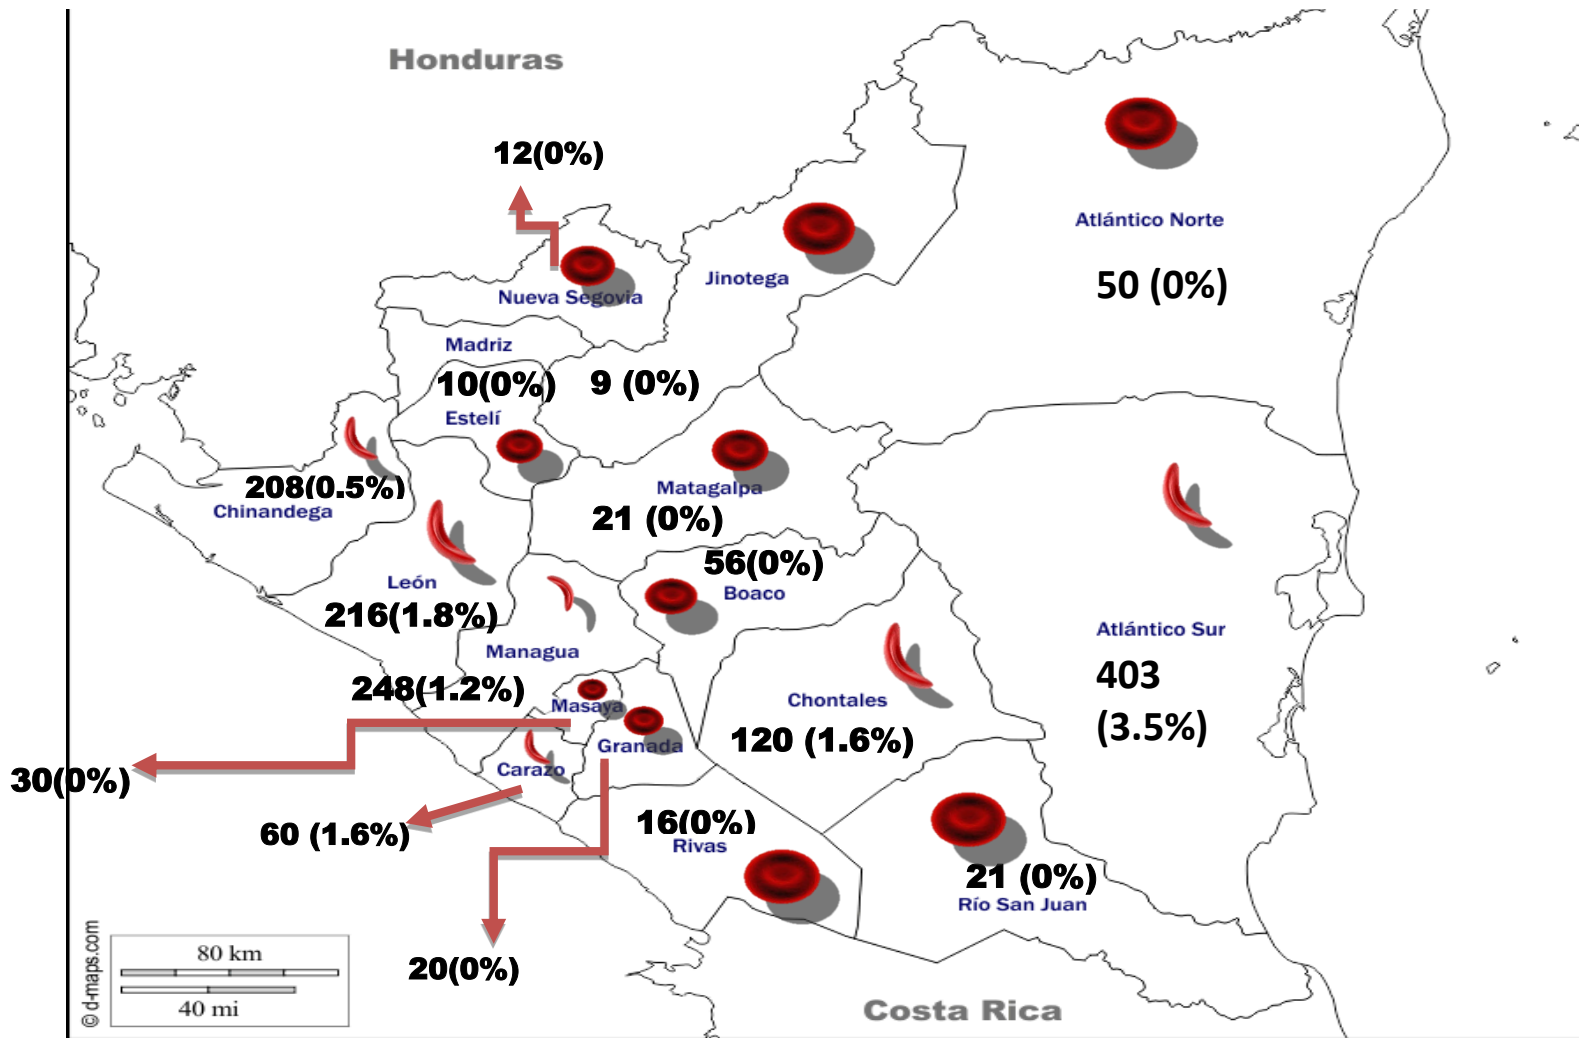 Honduras
12(0%)
Atlántico Norte
50 (0%)
Jinotega
Nueva Segovia
Madriz
10(0%)
9 (0%)
Estelí
208(0.5%)
Chinandega
Matagalpa
21 (0%)
56(0%)
Boaco
León
216(1.8%)
Managua
248(1.2%)
Atlántico Sur
403
(3.5%)
Chontales
120 (1.6%)
Masaya
Granada
Carazo
30(0%)
60 (1.6%)
16(0%)
Rivas
21 (0%)
Río San Juan
20(0%)
80 km
40 mi
© d-maps.com
Costa Rica